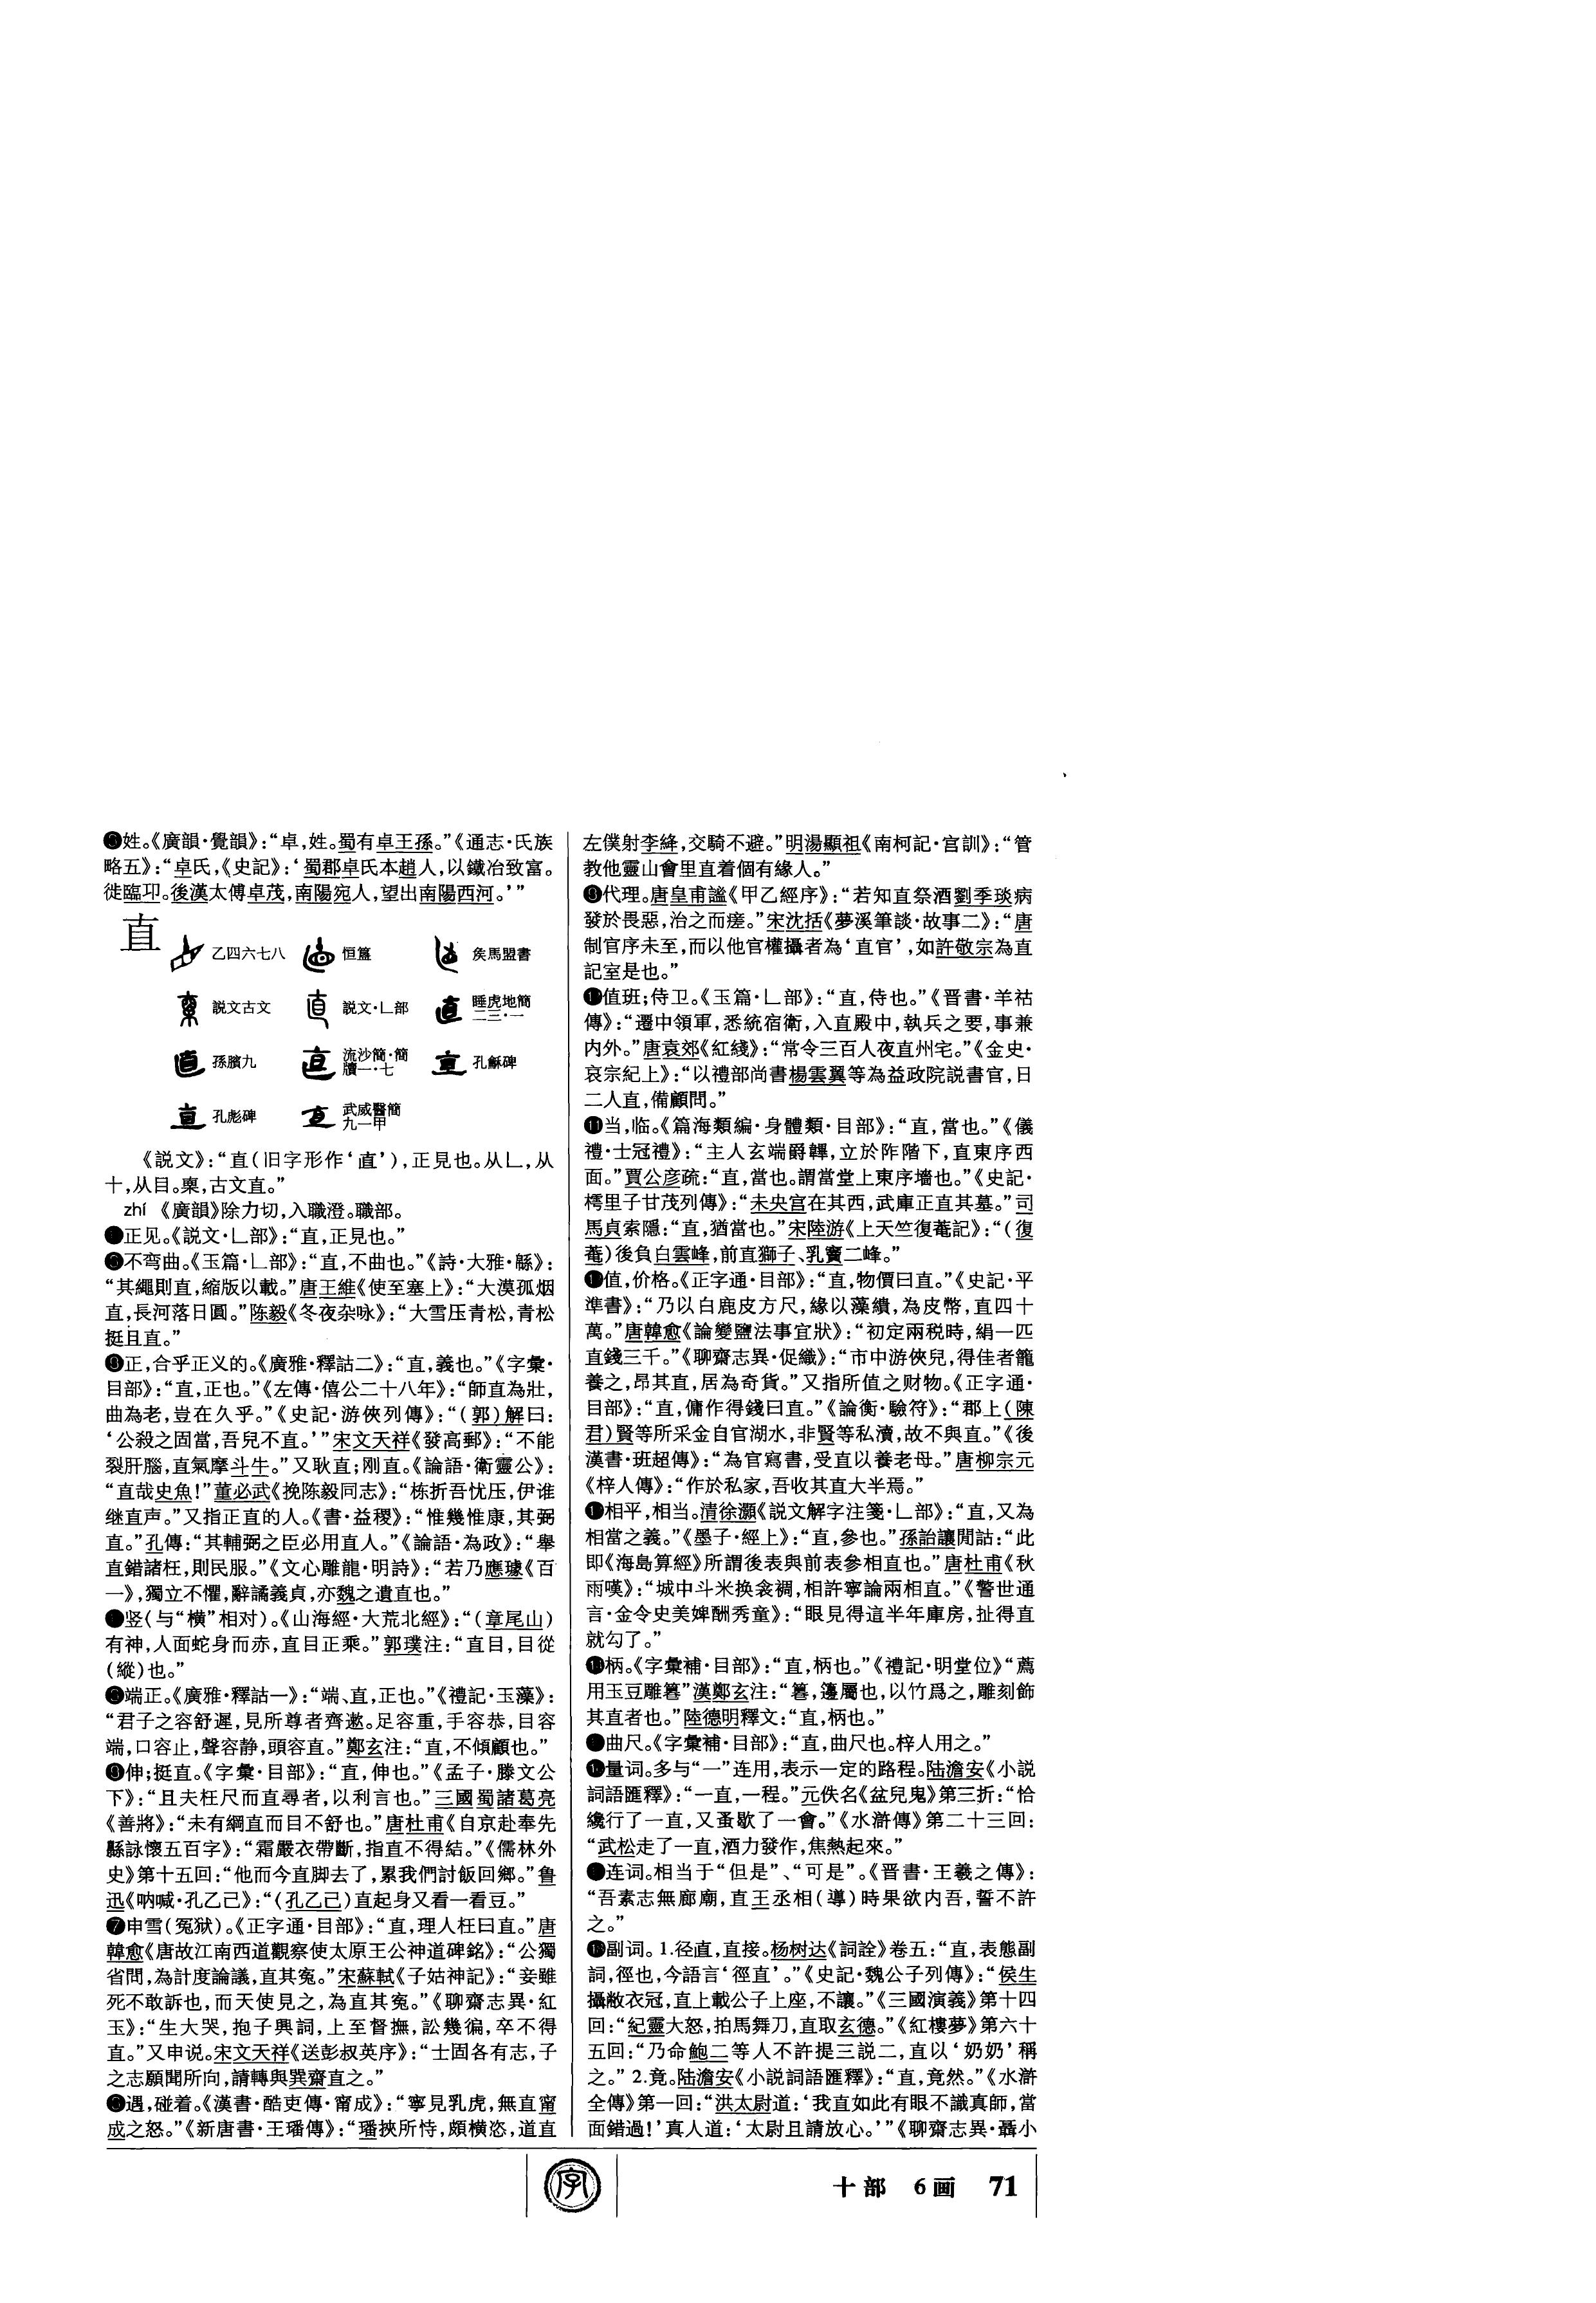 姓。《廣韻·覺韻》：“卓，姓。蜀有卓王孫。”《通志·氏族
略五》：“卓氏，《史記》：‘蜀郡卓氏本趙人，以鐵冶致富。
徙臨卭。後漢太傅卓茂，南陽宛人，望出南陽西河。’”
直
乙四六七八 恒簋 矦馬盟書
説文古文 説文·𠃊部 睡虎地簡二三·一
孫臏九 流沙簡·簡牘一·七 孔龢碑
孔彪碑 武威醫簡九一甲
《説文》：“直（旧字形作‘直’），正見也。从𠃊，从
十，从目。㮨，古文直。”
zhí 《廣韻》除力切，入職澄。職部。
❶正见。《説文·𠃊部》：“直，正見也。”
❷不弯曲。《玉篇·𠃊部》：“直，不曲也。”《詩·大雅·緜》：
“其繩則直，縮版以載。”唐王維《使至塞上》：“大漠孤烟
直，長河落日圓。”陈毅《冬夜杂咏》：“大雪压青松，青松
挺且直。”
❸正，合乎正义的。《廣雅·釋詁二》：“直，義也。”《字彙·
目部》：“直，正也。”《左傳·僖公二十八年》：“師直為壯，
曲為老，豈在久乎。”《史記·游俠列傳》：“（郭）解曰：
‘公殺之固當，吾兒不直。’”宋文天祥《發高郵》：“不能
裂肝腦，直氣摩斗牛。”又耿直；刚直。《論語·衛靈公》：
“直哉史魚！”董必武《挽陈毅同志》：“栋折吾忧压，伊谁
继直声。”又指正直的人。《書·益稷》：“惟幾惟康，其弼
直。”孔傳：“其輔弼之臣必用直人。”《論語·為政》：“舉
直錯諸枉，則民服。”《文心雕龍·明詩》：“若乃應璩《百
一》，獨立不懼，辭譎義貞，亦魏之遺直也。”
❹竖（与“横”相对）。《山海經·大荒北經》：“（章尾山）
有神，人面蛇身而赤，直目正乘。”郭璞注：“直目，目從
（縱）也。”
❺端正。《廣雅·釋詁一》：“端、直，正也。”《禮記·玉藻》：
“君子之容舒遲，見所尊者齊遬。足容重，手容恭，目容
端，口容止，聲容静，頭容直。”鄭玄注：“直，不傾顧也。”
❻伸；挺直。《字彙·目部》：“直，伸也。”《孟子·滕文公
下》：“且夫枉尺而直尋者，以利言也。”三國蜀諸葛亮
《善將》：“未有綱直而目不舒也。”唐杜甫《自京赴奉先
縣詠懷五百字》：“霜嚴衣帶斷，指直不得結。”《儒林外
史》第十五回：“他而今直脚去了，累我們討飯回鄉。”鲁
迅《呐喊·孔乙己》：“（孔乙己）直起身又看一看豆。”
❼申雪（冤狱）。《正字通·目部》：“直，理人枉曰直。”唐
韓愈《唐故江南西道觀察使太原王公神道碑銘》：“公獨
省問，為計度論議，直其寃。”宋蘇軾《子姑神記》：“妾雖
死不敢訴也，而天使見之，為直其寃。”《聊齋志異·紅
玉》：“生大哭，抱子興詞，上至督撫，訟幾徧，卒不得
直。”又申说。宋文天祥《送彭叔英序》：“士固各有志，子
之志願聞所向，請轉與巽齋直之。”
❽遇，碰着。《漢書·酷吏傳·甯成》：“寧見乳虎，無直甯
成之怒。”《新唐書·王璠傳》：“璠挾所恃，頗横恣，道直
左僕射李絳，交騎不避。”明湯顯祖《南柯記·宫訓》：“管
教他靈山會里直着個有緣人。”
❾代理。唐皇甫謐《甲乙經序》：“若知直祭酒劉季琰病
發於畏惡，治之而瘥。”宋沈括《夢溪筆談·故事二》：“唐
制官序未至，而以他官權攝者為‘直官’，如許敬宗為直
記室是也。”
❿值班；侍卫。《玉篇·𠃊部》：“直，侍也。”《晋書·羊祜
傳》：“遷中領軍，悉統宿衛，入直殿中，執兵之要，事兼
内外。”唐袁郊《紅綫》：“常令三百人夜直州宅。”《金史·
哀宗紀上》：“以禮部尚書楊雲翼等為益政院説書官，日
二人直，備顧問。”
⓫当，临。《篇海類編·身體類·目部》：“直，當也。”《儀
禮·士冠禮》：“主人玄端爵韠，立於阼階下，直東序西
面。”賈公彦疏：“直，當也。謂當堂上東序墻也。”《史記·
樗里子甘茂列傳》：“未央宫在其西，武庫正直其墓。”司
馬貞索隱：“直，猶當也。”宋陸游《上天竺復菴記》：“（復
菴）後負白雲峰，前直獅子、乳竇二峰。”
⓬值，价格。《正字通·目部》：“直，物價曰直。”《史記·平
準書》：“乃以白鹿皮方尺，緣以藻繢，為皮幣，直四十
萬。”唐韓愈《論變鹽法事宜狀》：“初定兩税時，絹一匹
直錢三千。”《聊齋志異·促織》：“市中游俠兒，得佳者籠
養之，昂其直，居為奇貨。”又指所值之财物。《正字通·
目部》：“直，傭作得錢曰直。”《論衡·驗符》：“郡上（陳
君）賢等所采金自官湖水，非賢等私瀆，故不與直。”《後
漢書·班超傳》：“為官寫書，受直以養老母。”唐柳宗元
《梓人傳》：“作於私家，吾收其直大半焉。”
⓭相平，相当。清徐灝《説文解字注箋·𠃊部》：“直，又為
相當之義。”《墨子·經上》：“直，參也。”孫詒讓閒詁：“此
即《海島算經》所謂後表與前表參相直也。”唐杜甫《秋
雨嘆》：“城中斗米换衾裯，相許寧論兩相直。”《警世通
言·金令史美婢酬秀童》：“眼見得這半年庫房，扯得直
就勾了。”
⓮柄。《字彙補·目部》：“直，柄也。”《禮記·明堂位》“薦
用玉豆雕篹”漢鄭玄注：“篹，籩屬也，以竹爲之，雕刻飾
其直者也。”陸德明釋文：“直，柄也。”
⓯曲尺。《字彙補·目部》：“直，曲尺也。梓人用之。”
⓰量词。多与“一”连用，表示一定的路程。陆澹安《小説
詞語匯釋》：“一直，一程。”元佚名《盆兒鬼》第三折：“恰
纔行了一直，又蚤歇了一會。”《水滸傳》第二十三回：
“武松走了一直，酒力發作，焦熱起來。”
⓱连词。相当于“但是”、“可是”。《晋書·王羲之傳》：
“吾素志無廊廟，直王丞相（導）時果欲内吾，誓不許
之。”
⓲副词。1.径直，直接。杨树达《詞詮》卷五：“直，表態副
詞，徑也，今語言‘徑直’。”《史記·魏公子列傳》：“侯生
攝敝衣冠，直上載公子上座，不讓。”《三國演義》第十四
回：“紀靈大怒，拍馬舞刀，直取玄德。”《紅樓夢》第六十
五回：“乃命鮑二等人不許提三説二，直以‘奶奶’稱
之。”2.竟。陆澹安《小説詞語匯釋》：“直，竟然。”《水滸
全傳》第一回：“洪太尉道：‘我直如此有眼不識真師，當
面錯過！’真人道：‘太尉且請放心。’”《聊齋志異·聶小
字
十部 6画 71